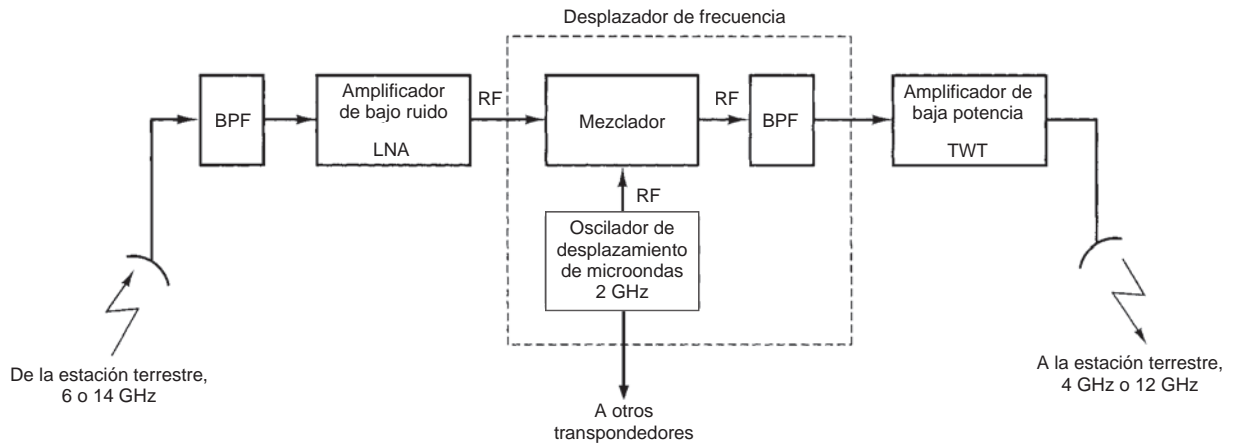 Desplazador de frecuencia
BPF
Amplificador
de bajo ruido
LNA
RF
Mezclador
RF
BPF
Amplificador de
baja potencia
TWT
RF
Oscilador de
desplazamiento
de microondas
2 GHz
De la estación terrestre,
6 o 14 GHz
A la estación terrestre,
4 GHz o 12 GHz
A otros
transpondedores